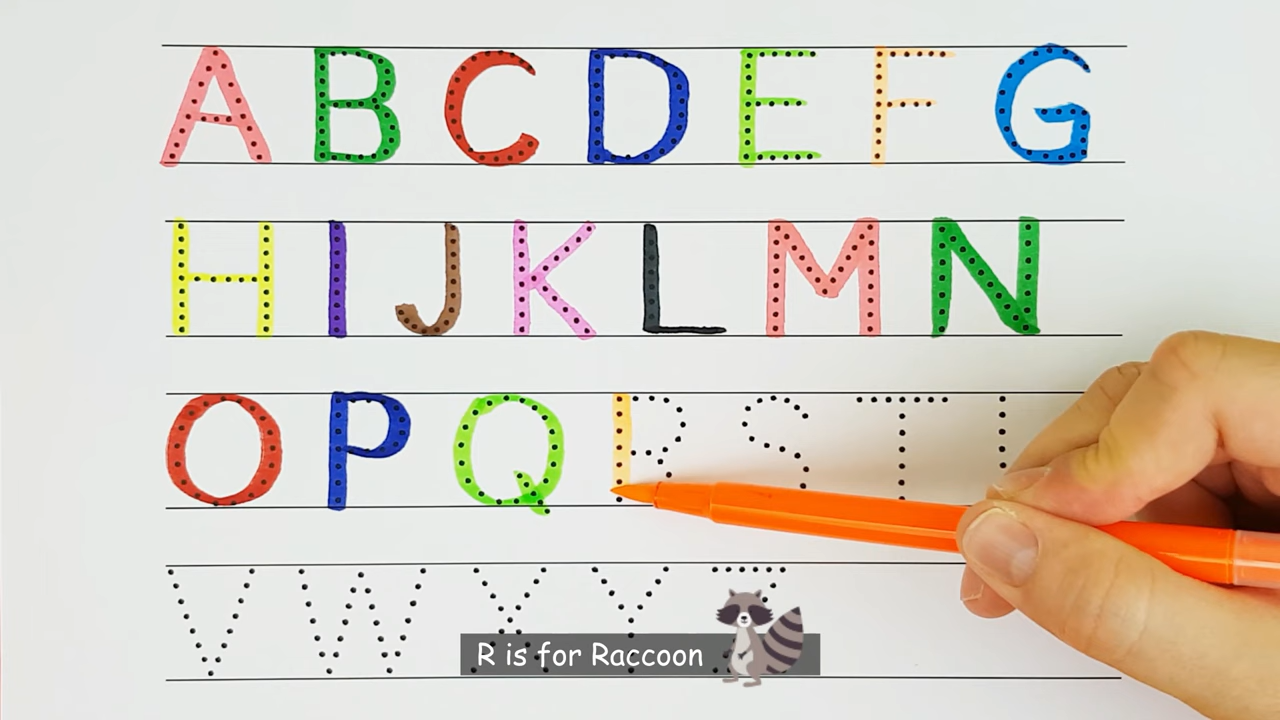 A B C D E F G
H I J K L M N
O P Q R S T
V W X Y Z
R is for Raccoon